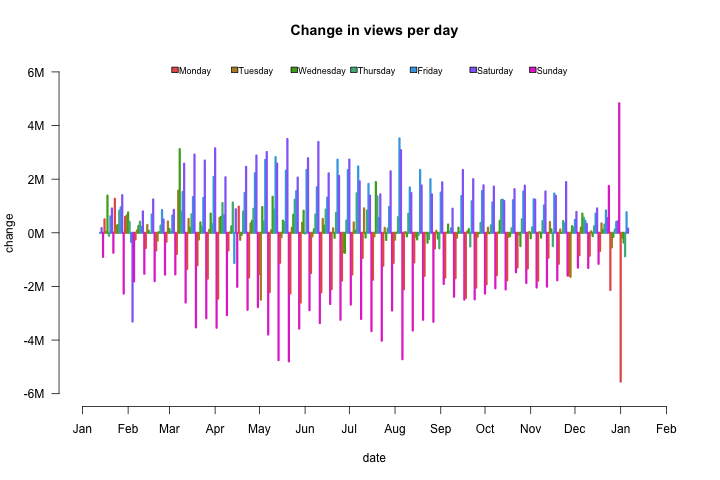 Change in views per day
Monday Tuesday Wednesday Thursday Friday Saturday Sunday
6M
4M
2M
0M
-2M
-4M
-6M
change
Jan Feb Mar Apr May Jun Jul Aug Sep Oct Nov Dec Jan Feb
date